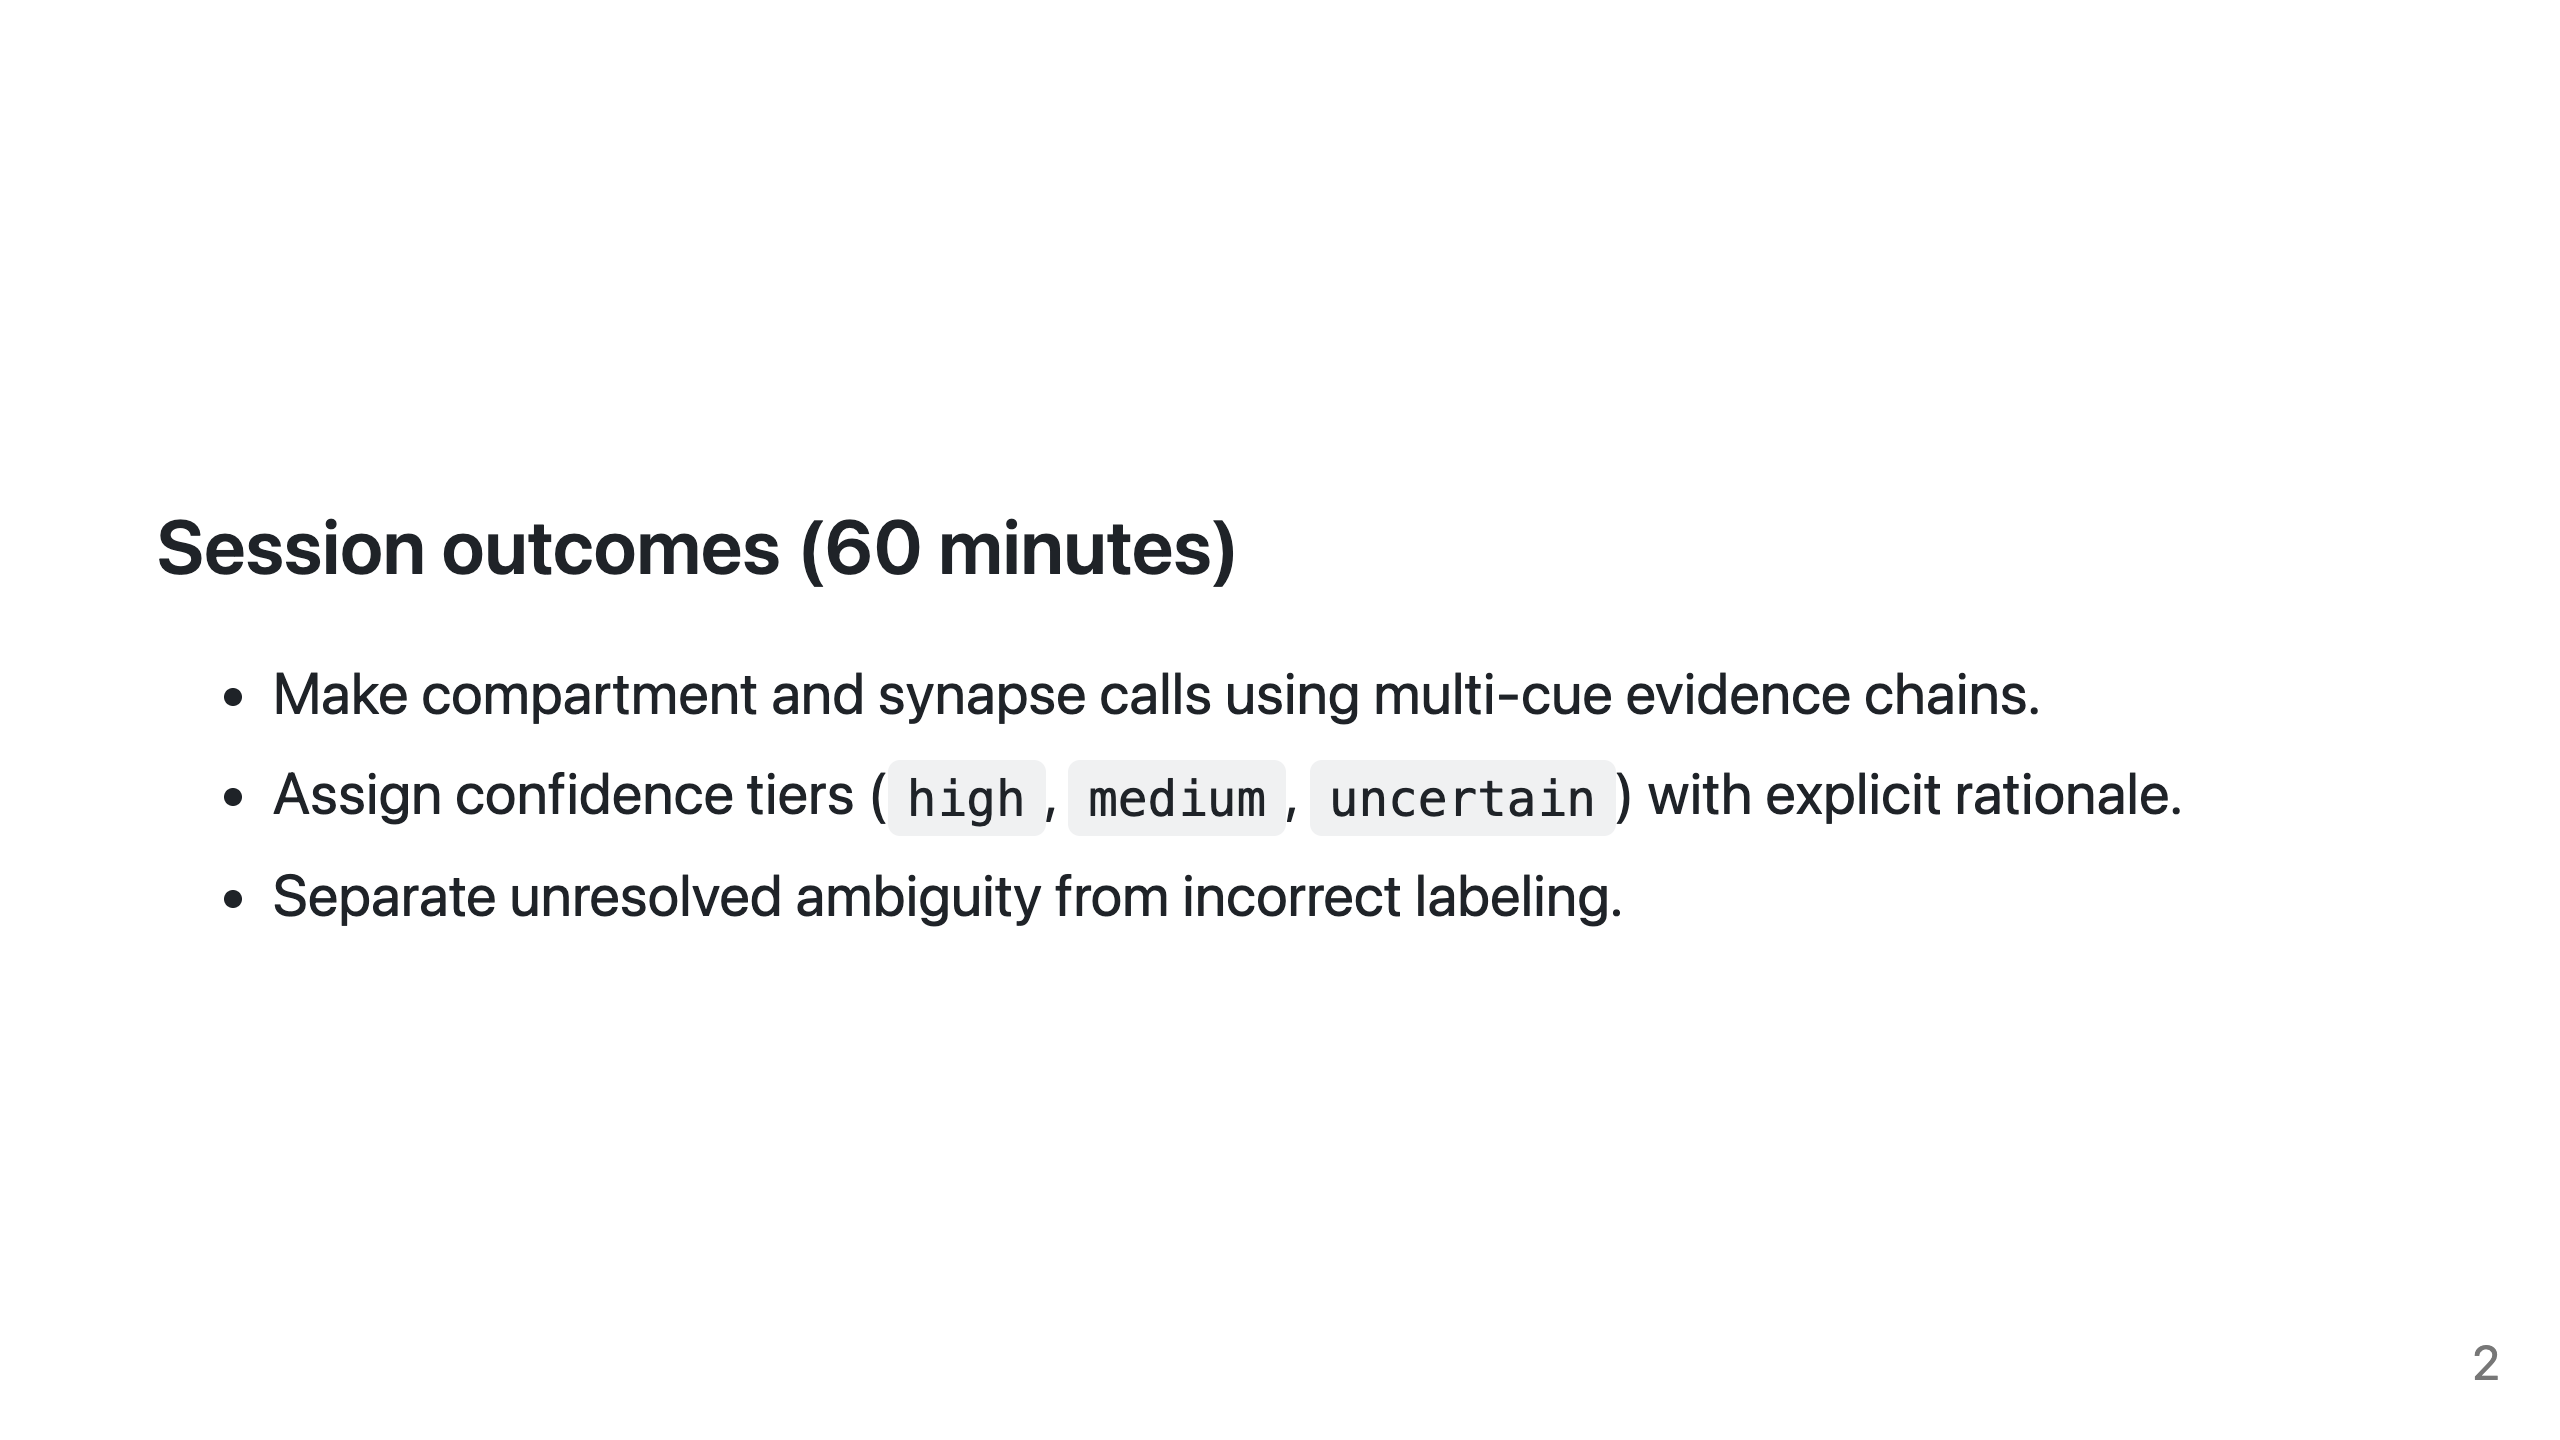 Session outcomes (60 minutes)
• Make compartment and synapse calls using multi-cue evidence chains.
• Assign confidence tiers ( high , medium , uncertain ) with explicit rationale.
• Separate unresolved ambiguity from incorrect labeling.
2